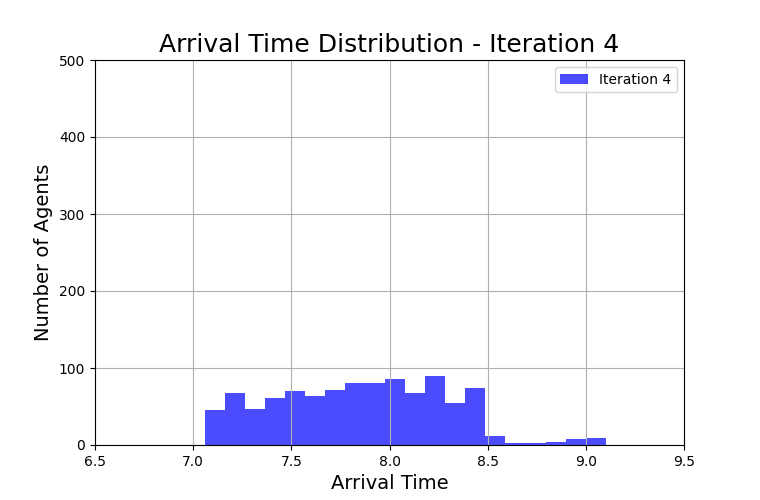 Arrival Time Distribution - Iteration 4
Iteration 4
Number of Agents
500
400
300
200
100
0
6.5 7.0 7.5 8.0 8.5 9.0 9.5
Arrival Time